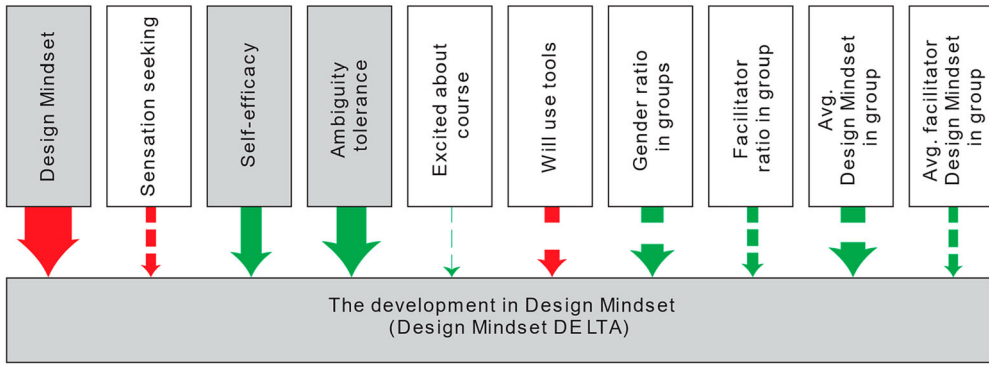 Design Mindset
Sensation seeking
Self-efficacy
Ambiguity
tolerance
Excited about
course
Will use tools
Gender ratio
in groups
Facilitator
ratio in group
Avg.
Design Mindset
in group
Avg. facilitator
Design Mindset
in group
The development in Design Mindset
(Design Mindset DELTA)